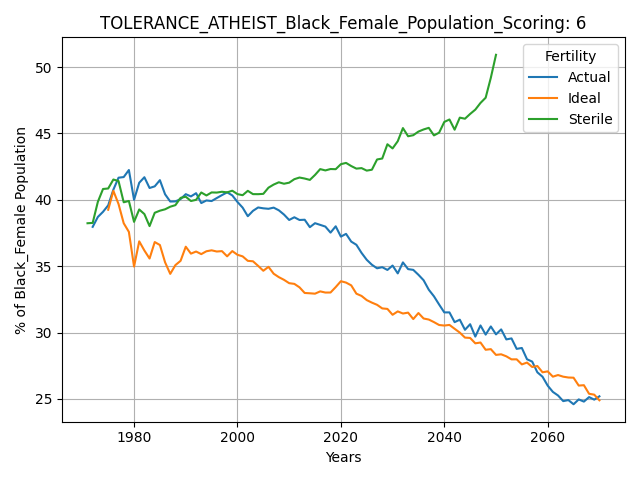 TOLERANCE_ATHEIST_Black_Female_Population_Scoring: 6
% of Black_Female Population
50
45
40
35
30
25
Fertility
Actual
Ideal
Sterile
1980
2000
2020
2040
2060
Years